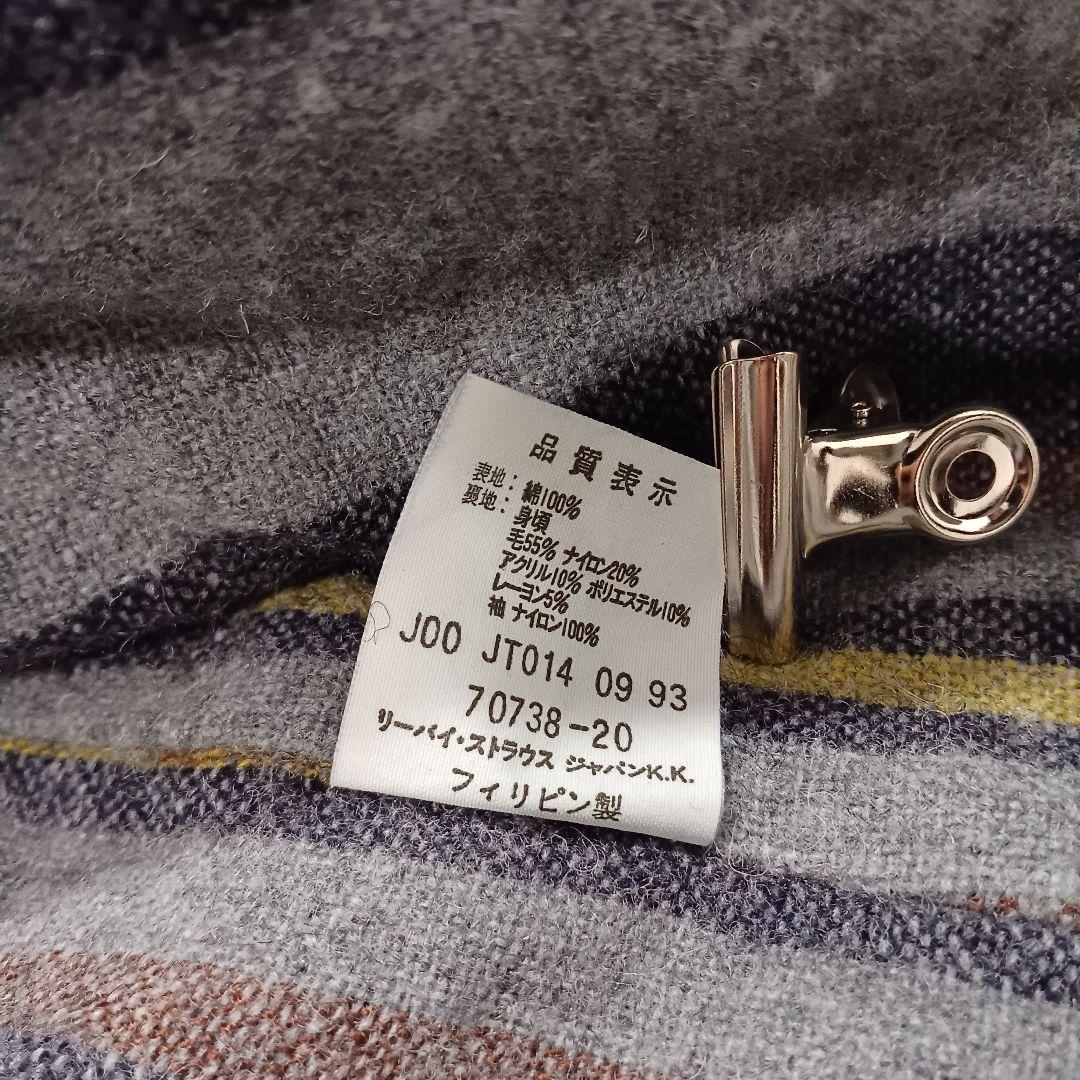 品質表示
表地：綿100%
裏地：身頃
毛55% ナイロン20%
アクリル10% ポリエステル10%
レーヨン5%
袖 ナイロン100%
J00 JT014 09 93
70738-20
リーバイ・ストラウス ジャパンK.K.
フィリピン製